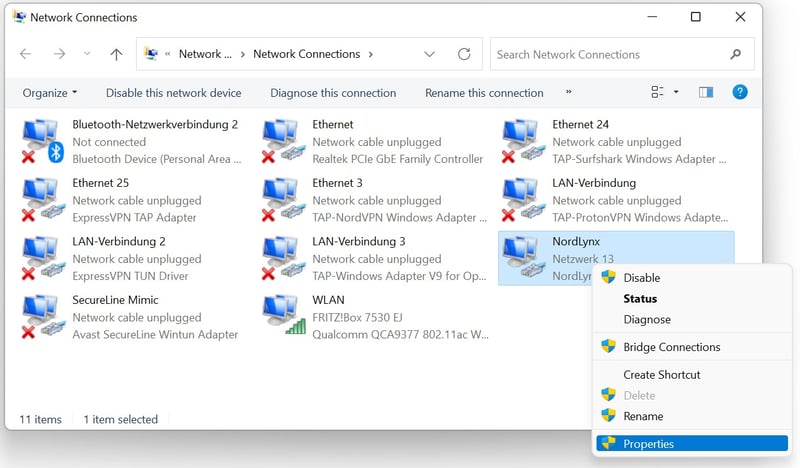 Network Connections
« Network ... > Network Connections >
Search Network Connections
Organize
Disable this network device
Diagnose this connection
Rename this connection
»
Bluetooth-Netzwerkverbindung 2
Not connected
Bluetooth Device (Personal Area ...
Ethernet
Network cable unplugged
Realtek PCIe GbE Family Controller
Ethernet 24
Network cable unplugged
TAP-Surfshark Windows Adapter ...
Ethernet 25
Network cable unplugged
ExpressVPN TAP Adapter
Ethernet 3
Network cable unplugged
TAP-NordVPN Windows Adapter ...
LAN-Verbindung
Network cable unplugged
TAP-ProtonVPN Windows Adapte...
LAN-Verbindung 2
Network cable unplugged
ExpressVPN TUN Driver
LAN-Verbindung 3
Network cable unplugged
TAP-Windows Adapter V9 for Op...
NordLynx
Netzwerk 13
NordLyn
SecureLine Mimic
Network cable unplugged
Avast SecureLine Wintun Adapter
WLAN
FRITZ!Box 7530 EJ
Qualcomm QCA9377 802.11ac W...
Disable
Status
Diagnose
Bridge Connections
Create Shortcut
Delete
Rename
Properties
11 items
1 item selected